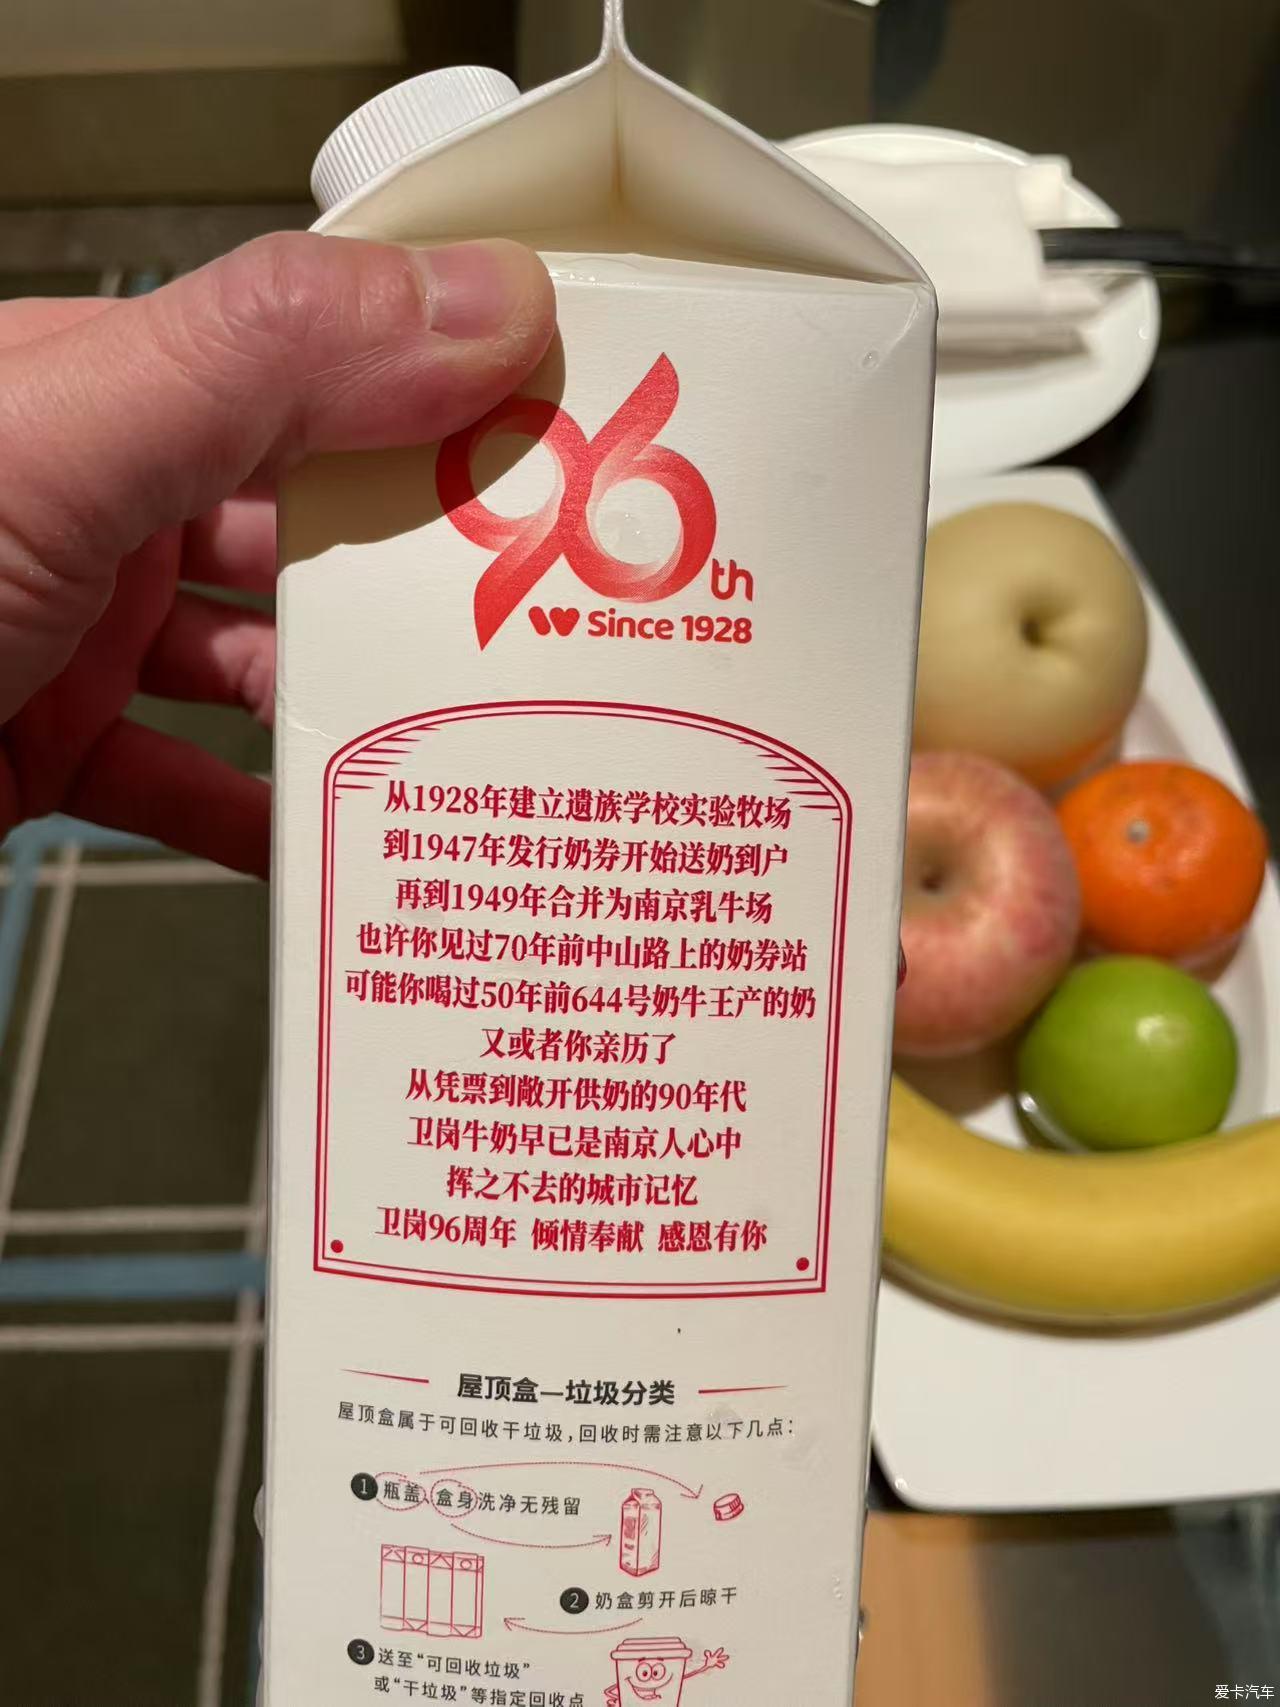 96th
Since 1928
从1928年建立遗族学校实验牧场
到1947年发行奶券开始送奶到户
再到1949年合并为南京乳牛场
也许你见过70年前中山路上的奶券站
可能你喝过50年前644号奶牛王产的奶
又或者你亲历了
从凭票到敞开供奶的90年代
卫岗牛奶早已是南京人心中
挥之不去的城市记忆
卫岗96周年 倾情奉献 感恩有你
屋顶盒—垃圾分类
屋顶盒属于可回收干垃圾,回收时需注意以下几点:
1 瓶盖、盒身洗净无残留
2 奶盒剪开后晾干
3 送至“可回收垃圾”
或“干垃圾”等指定回收点
爱卡汽车